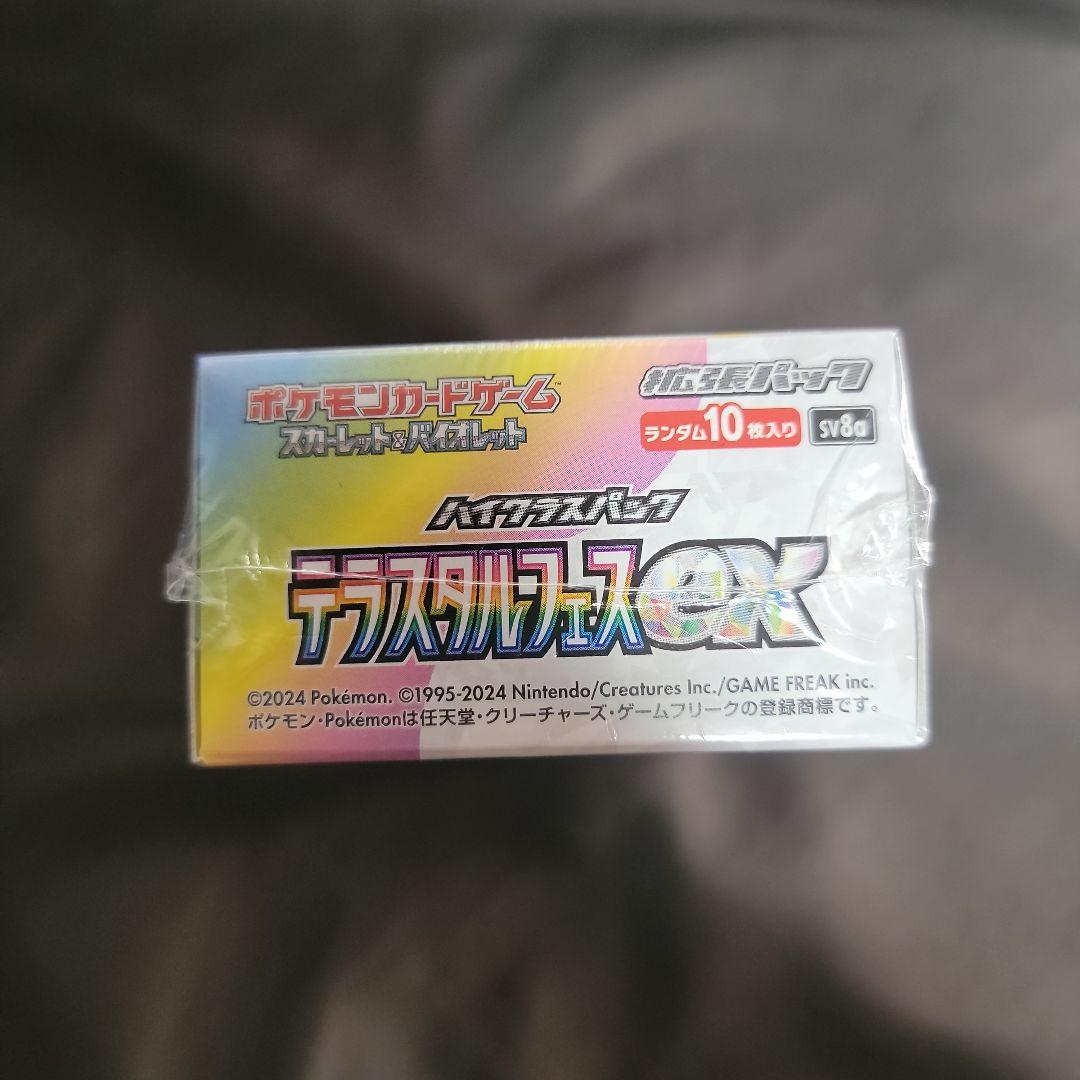 ポケモンカードゲーム™
スカーレット&バイオレット
拡張パック
ランダム10枚入り SV8a
ハイクラスパック
テラスタルフェスex
©2024 Pokémon. ©1995-2024 Nintendo/Creatures Inc./GAME FREAK inc.
ポケモン・Pokémonは任天堂・クリーチャーズ・ゲームフリークの登録商標です。